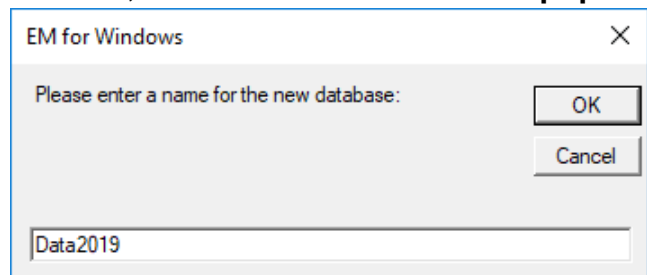 EM for Windows
Please enter a name for the new database:
OK
Cancel
Data2019